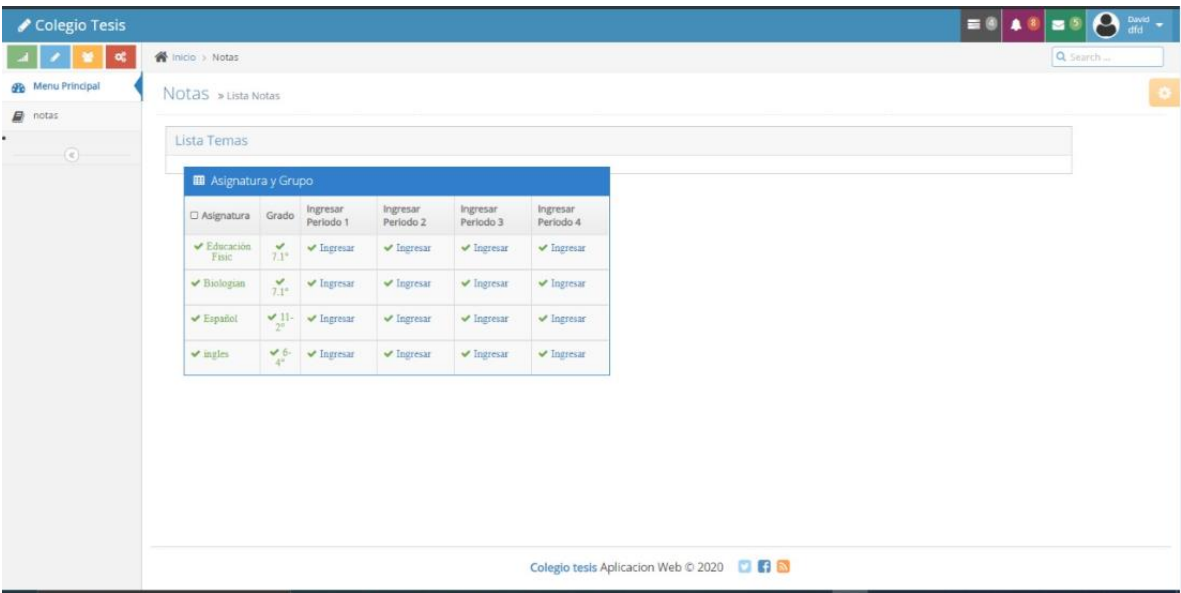 Colegio Tesis
4
8
5
David
dfd
Inicio > Notas
Search ...
Menu Principal
notas
Notas » Lista Notas
Lista Temas
Asignatura y Grupo
Asignatura Grado Ingresar Periodo 1 Ingresar Periodo 2 Ingresar Periodo 3 Ingresar Periodo 4
Educación Fisic 7.1° Ingresar Ingresar Ingresar Ingresar
Biologian 7.1° Ingresar Ingresar Ingresar Ingresar
Español 11-2° Ingresar Ingresar Ingresar Ingresar
ingles 6-4° Ingresar Ingresar Ingresar Ingresar
Colegio tesis Aplicacion Web © 2020